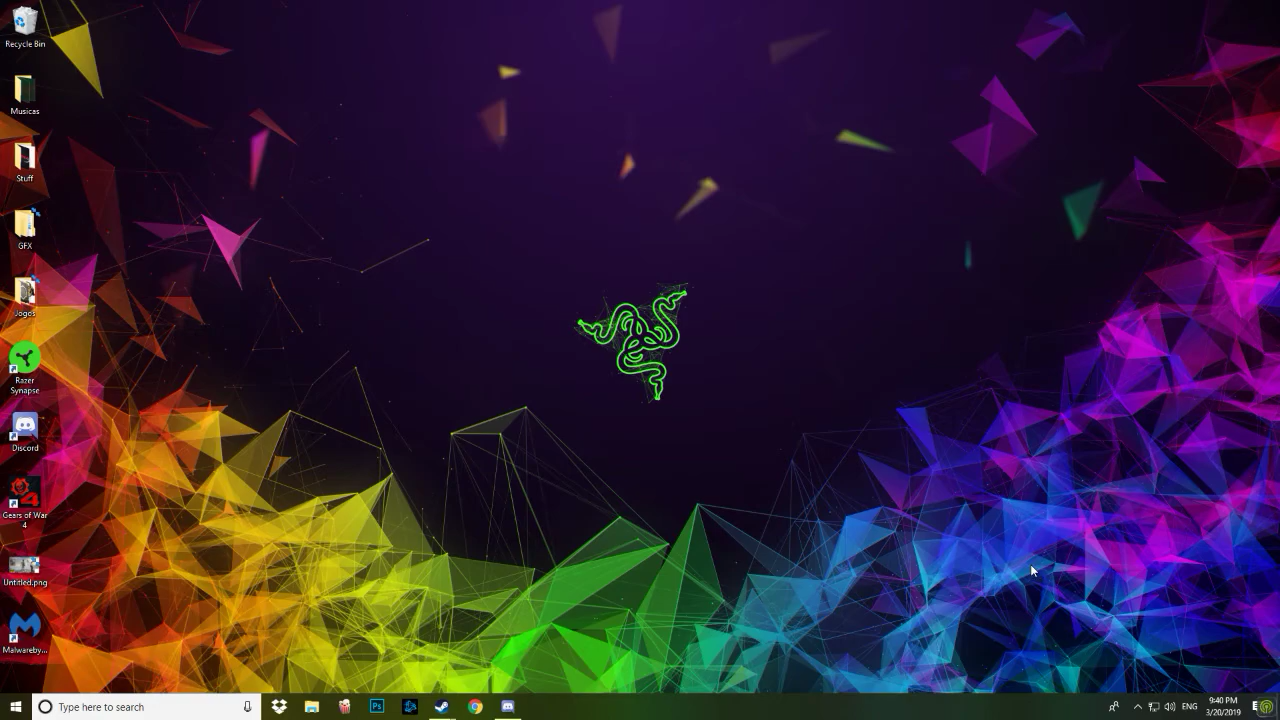 Recycle Bin
Musicas
Stuff
GFX
Jogos
Razer
Synapse
Discord
Gears of War
4
Untitled.png
Malwareby...
Type here to search
Ps
ENG
9:40 PM
3/20/2019